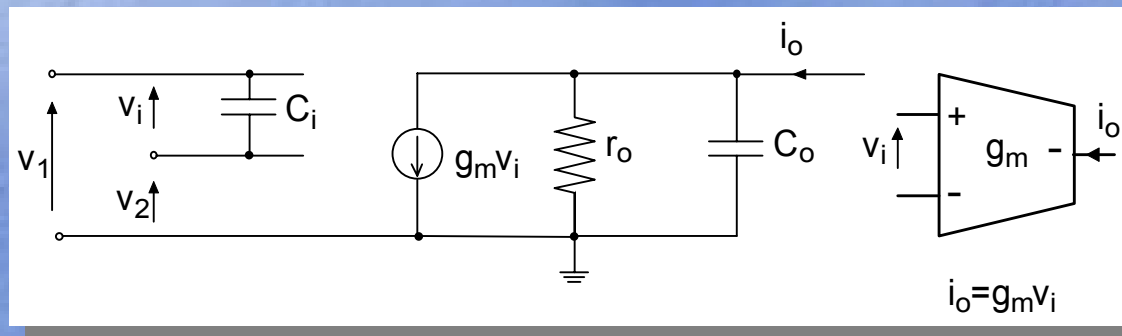 i_o
v_i
C_i
v_1
v_2
g_m v_i
r_o
C_o
v_i
+
-
g_m
-
i_o
i_o=g_m v_i